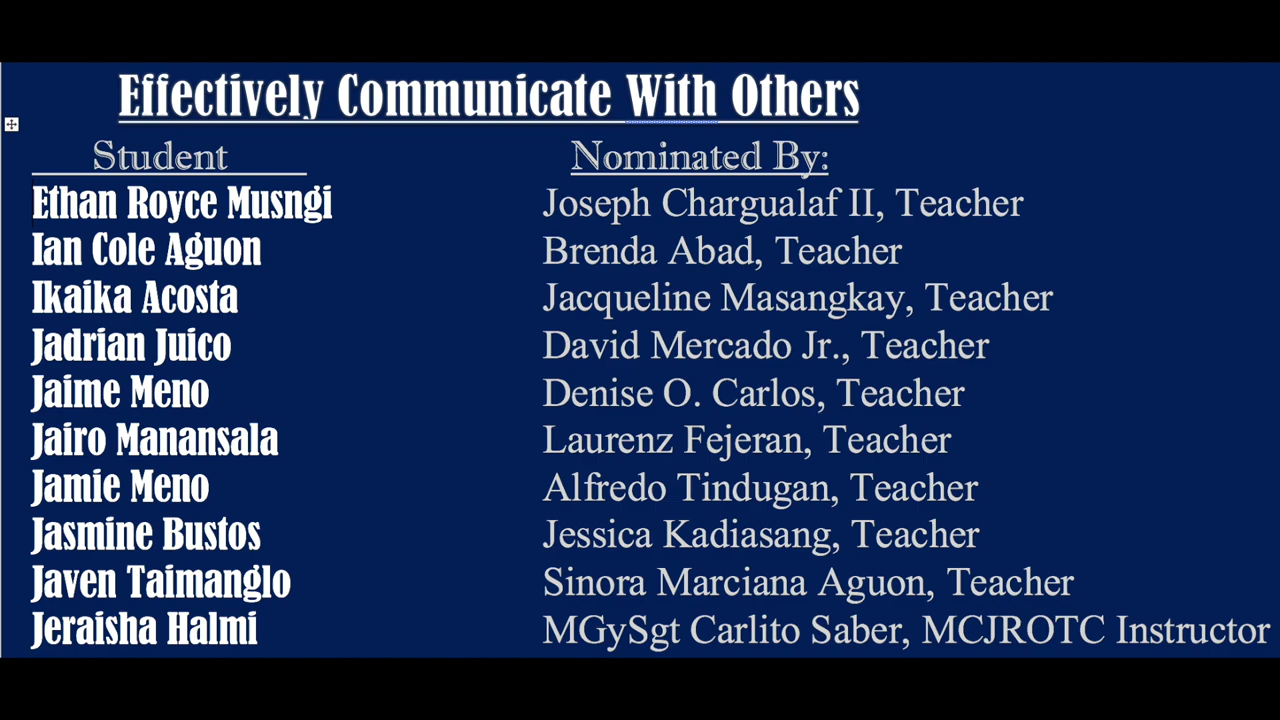 Effectively Communicate With Others
Student Nominated By:
Ethan Royce Musngi Joseph Chargualaf II, Teacher
Ian Cole Aguon Brenda Abad, Teacher
Ikaika Acosta Jacqueline Masangkay, Teacher
Jadrian Juico David Mercado Jr., Teacher
Jaime Meno Denise O. Carlos, Teacher
Jairo Manansala Laurenz Fejeran, Teacher
Jamie Meno Alfredo Tindugan, Teacher
Jasmine Bustos Jessica Kadiasang, Teacher
Javen Taimanglo Sinora Marciana Aguon, Teacher
Jeraisha Halmi MGySgt Carlito Saber, MCJROTC Instructor